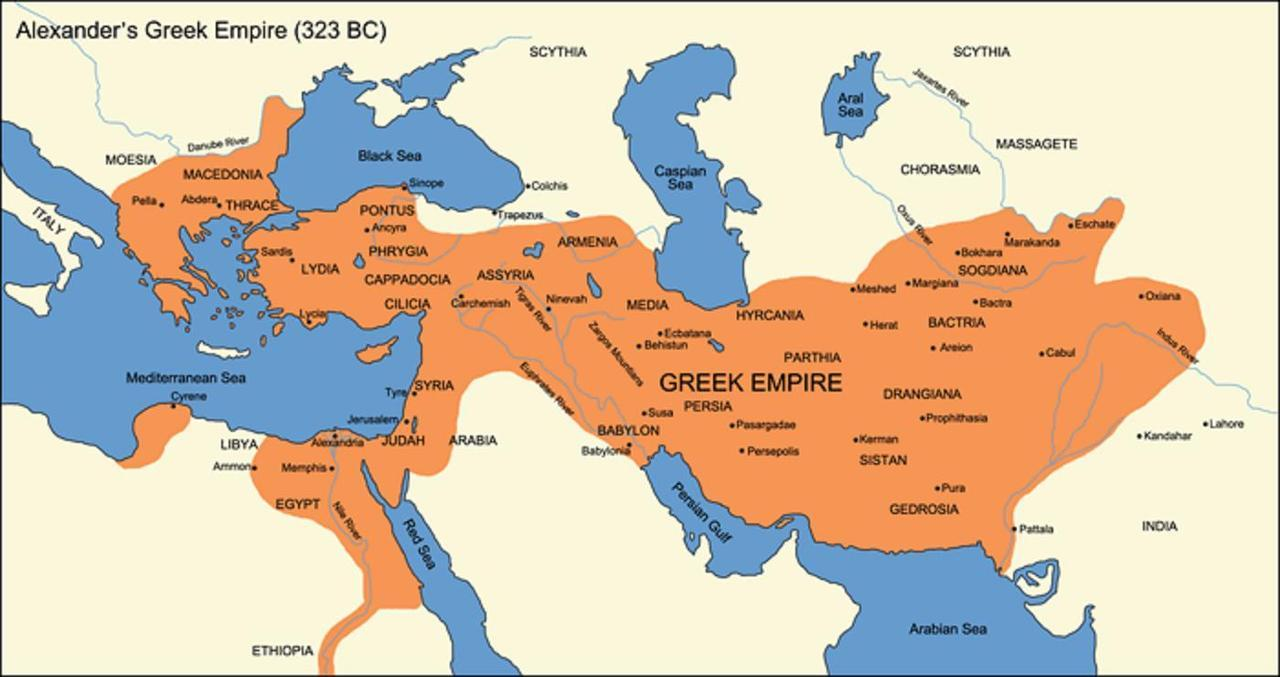 Alexander's Greek Empire (323 BC)
SCYTHIA
SCYTHIA
Aral
Sea
Jaxartes River
MASSAGETE
CHORASMIA
Danube River
MOESIA
Black Sea
Caspian
Sea
MACEDONIA
Sinope
Colchis
Pella
Abdera
THRACE
PONTUS
Trapezus
ITALY
Ancyra
Oxua River
Eschate
Marakanda
ARMENIA
Sardis
PHRYGIA
Bokhara
LYDIA
SOGDIANA
CAPPADOCIA
ASSYRIA
Margiana
Meshed
Oxiana
CILICIA
Carchemish
Tigras River
Ninevah
MEDIA
Bactra
Lycia
HYRCANIA
Herat
BACTRIA
Zargos Mountians
Ecbatana
Behistun
Areion
Cabul
Indus River
PARTHIA
Mediterranean Sea
GREEK EMPIRE
Tyre
SYRIA
Euphrates River
Cyrene
DRANGIANA
PERSIA
Susa
Jerusalem
Pasargadae
Prophithasia
Lahore
BABYLON
LIBYA
Alexandria
JUDAH
ARABIA
Kerman
Kandahar
Babylonia
Persepolis
SISTAN
Ammon
Memphis
Pura
EGYPT
Nile River
Persian Gulf
GEDROSIA
Red Sea
Pattala
INDIA
Arabian Sea
ETHIOPIA